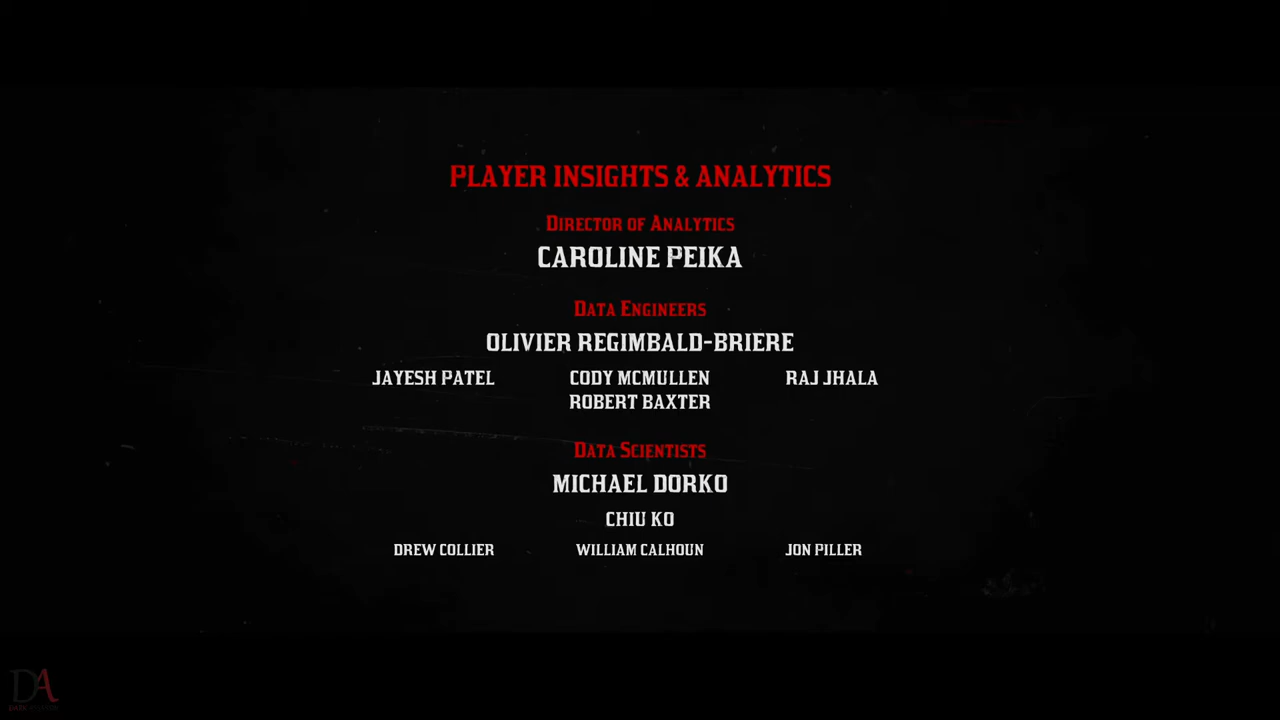 PLAYER INSIGHTS & ANALYTICS
DIRECTOR OF ANALYTICS
CAROLINE PEIKA
DATA ENGINEERS
OLIVIER REGIMBALD-BRIERE
JAYESH PATEL CODY MCMULLEN RAJ JHALA
ROBERT BAXTER
DATA SCIENTISTS
MICHAEL DORKO
CHIU KO
DREW COLLIER WILLIAM CALHOUN JON PILLER
DA
DARK